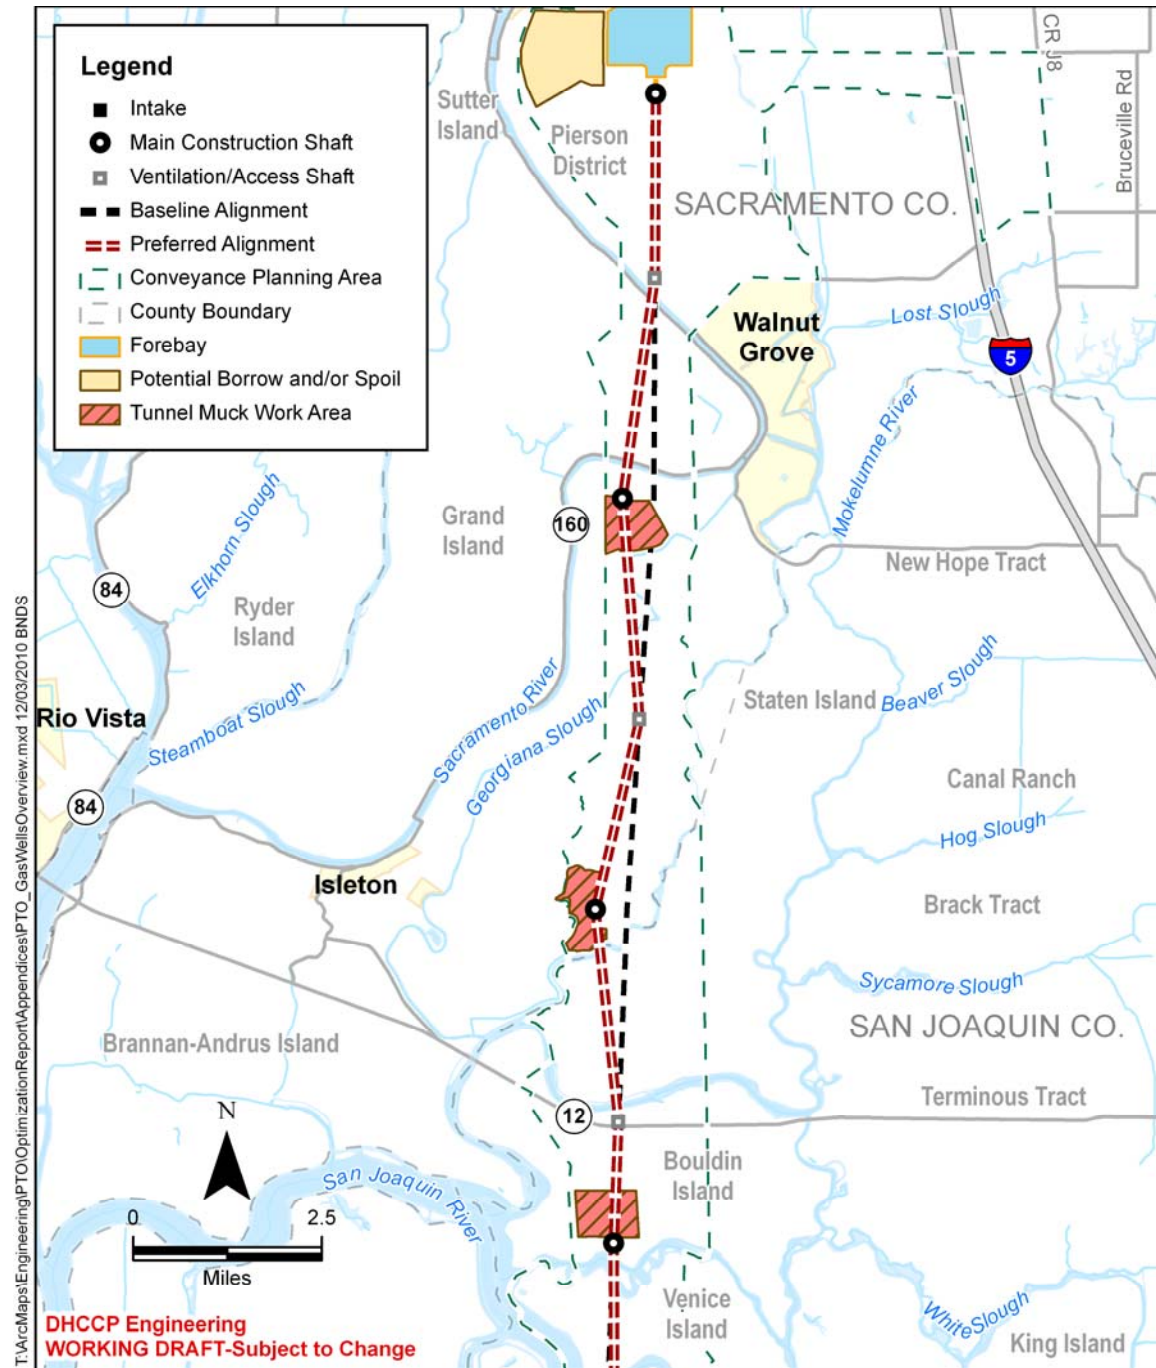 Legend
Intake
Main Construction Shaft
Ventilation/Access Shaft
Baseline Alignment
Preferred Alignment
Conveyance Planning Area
County Boundary
Forebay
Potential Borrow and/or Spoil
Tunnel Muck Work Area
Sutter
Island
Pierson
District
CR J8
Bruceville Rd
SACRAMENTO CO.
Lost Slough
Walnut
Grove
5
Mokelumne River
Grand
Island
160
New Hope Tract
Elkhorn Slough
84
Ryder
Island
Sacramento River
Georgiana Slough
Staten Island
Beaver Slough
Rio Vista
Steamboat Slough
84
Canal Ranch
Hog Slough
Isleton
Brack Tract
Sycamore Slough
SAN JOAQUIN CO.
Brannan-Andrus Island
Terminous Tract
12
N
San Joaquin River
Bouldin
Island
0 2.5
Miles
Venice
Island
White Slough
King Island
DHCCP Engineering
WORKING DRAFT-Subject to Change
T:\ArcMaps\Engineering\PTO\OptimizationReport\Appendices\PTO_GasWellsOverview.mxd 12/03/2010 BNDS